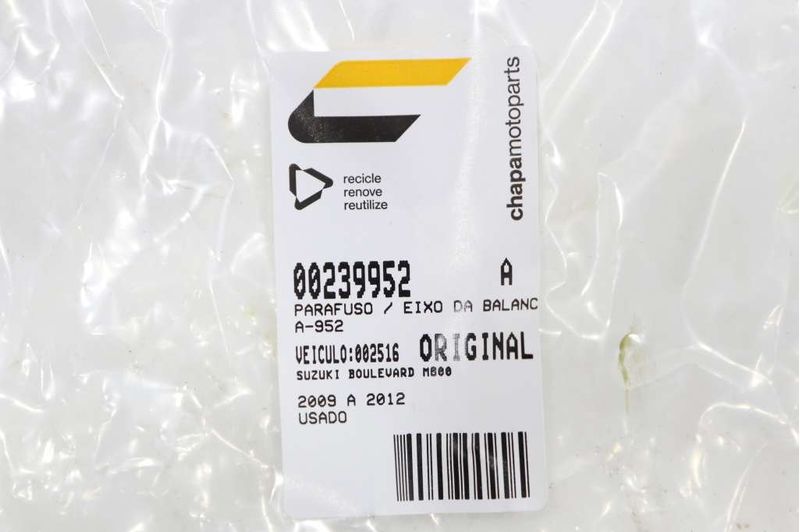 chapamotoparts
recicle
renove
reutilize
00239952 A
PARAFUSO / EIXO DA BALANC
A-952
VEICULO:002516 ORIGINAL
SUZUKI BOULEVARD M800
2009 A 2012
USADO